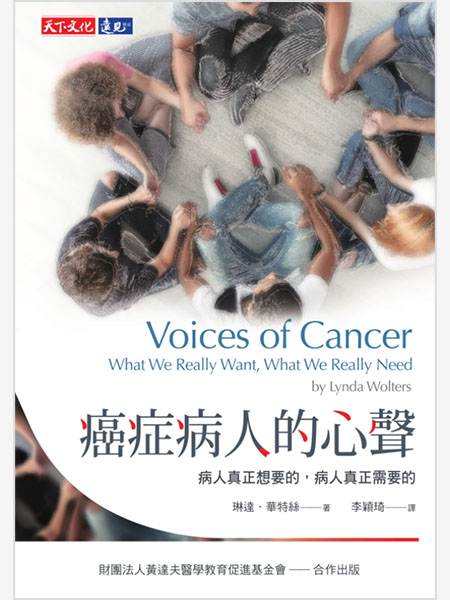 天下文化 遠見
Voices of Cancer
What We Really Want, What We Really Need
by Lynda Wolters
癌症病人的心聲
病人真正想要的，病人真正需要的
琳達．華特絲——著 李穎琦——譯
財團法人黃達夫醫學教育促進基金會 —— 合作出版